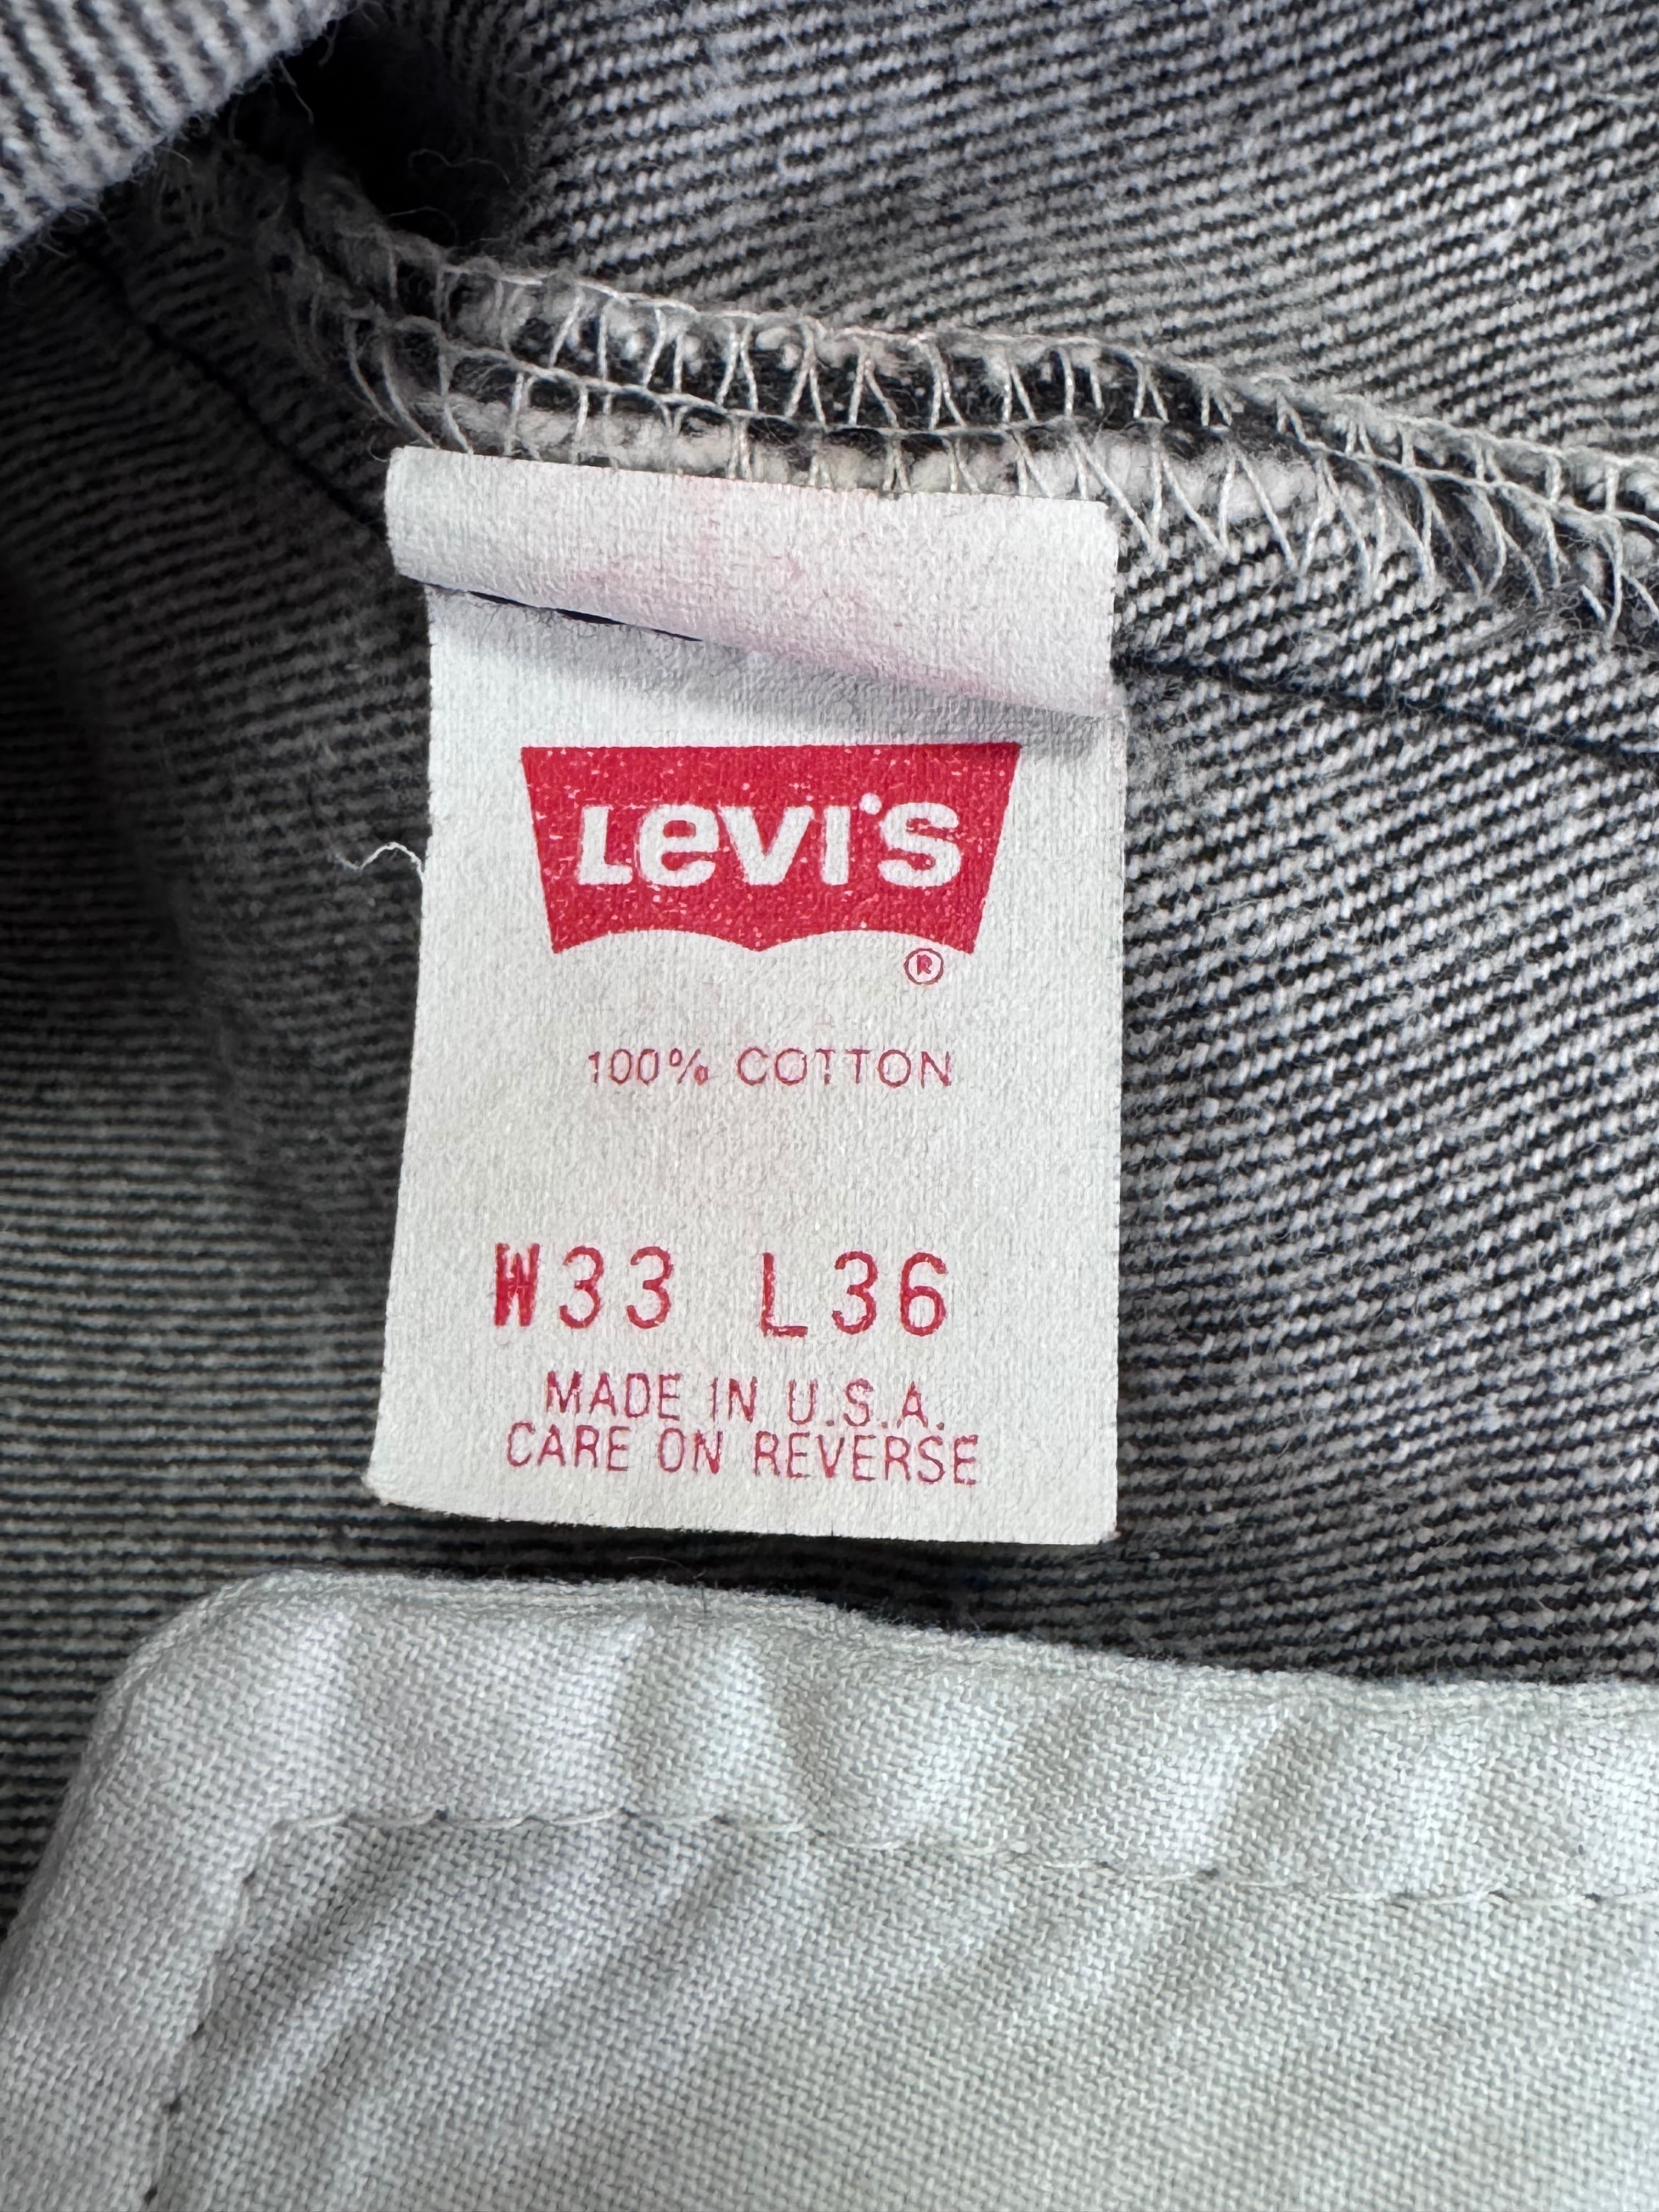 Levi's
®
100% COTTON
W33 L36
MADE IN U.S.A.
CARE ON REVERSE